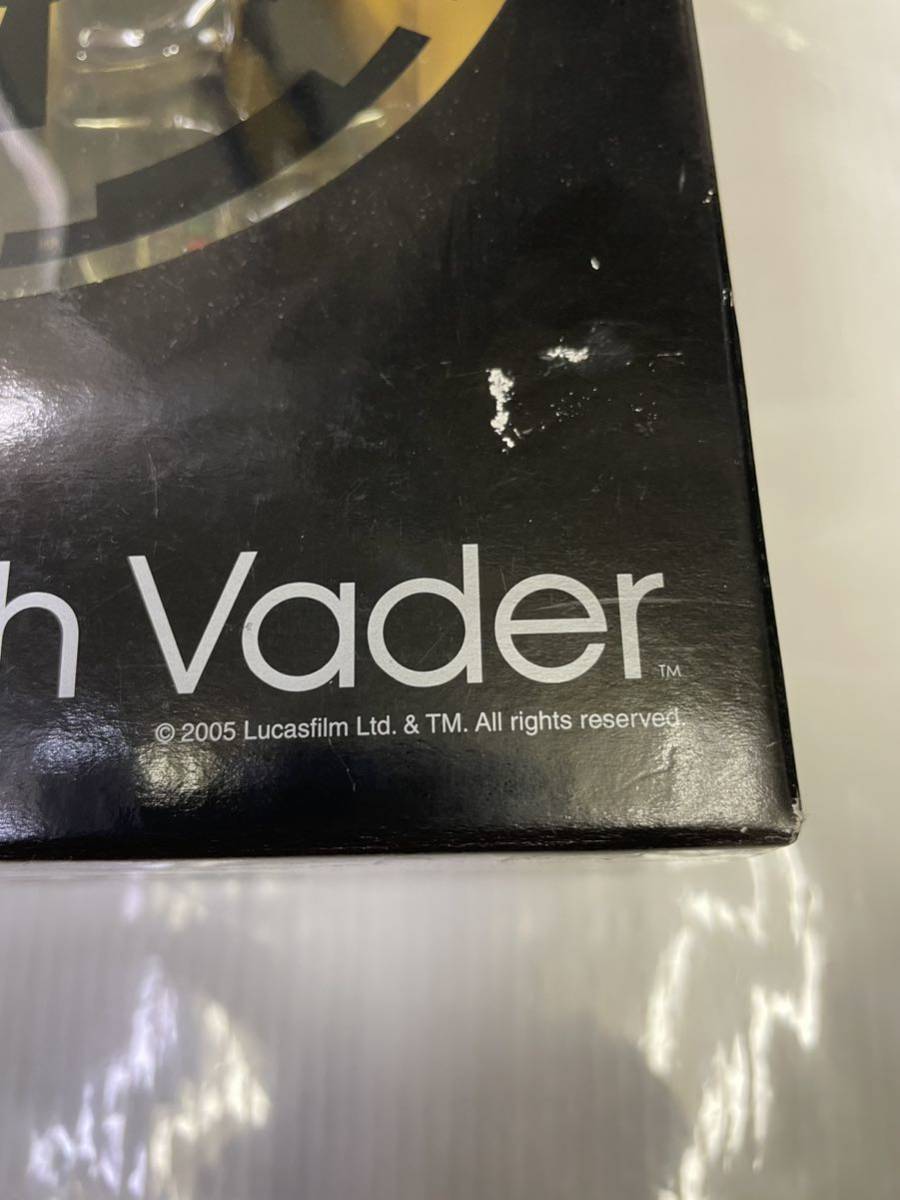 h Vader™
© 2005 Lucasfilm Ltd. & TM. All rights reserved.